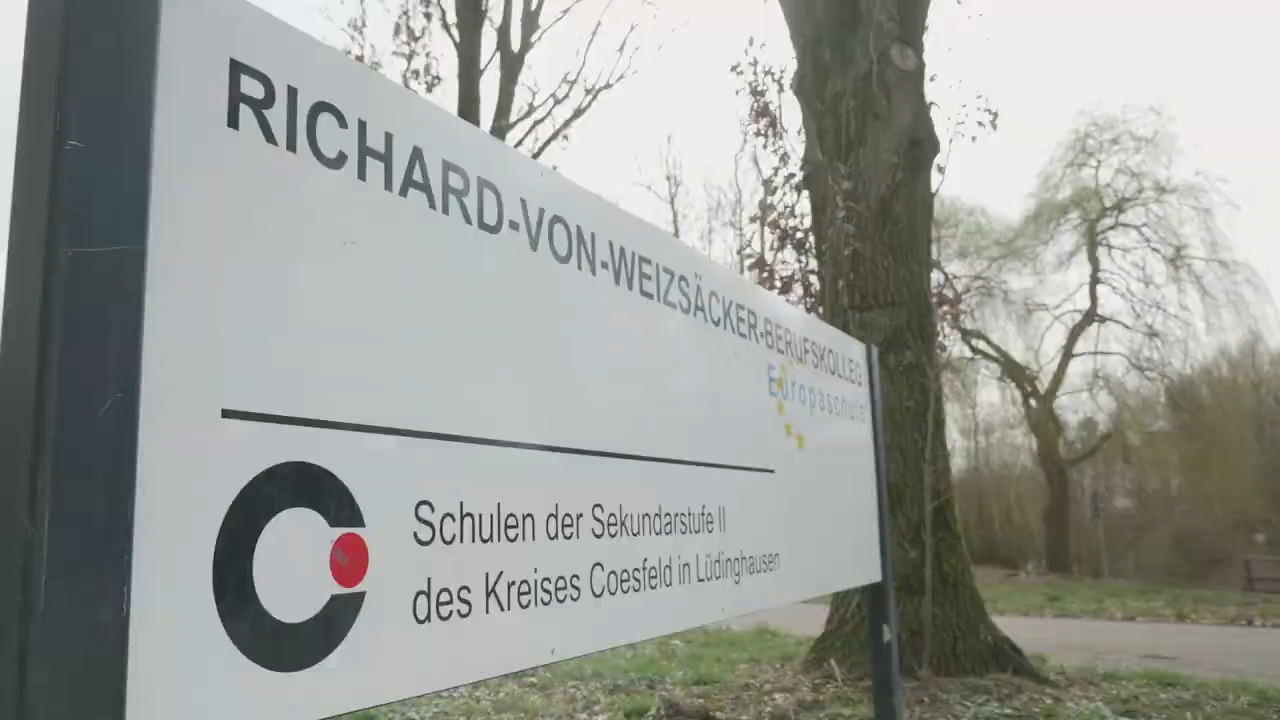 RICHARD-VON-WEIZSÄCKER-BERUFSKOLLEG
Europaschule
Schulen der Sekundarstufe II
des Kreises Coesfeld in Lüdinghausen